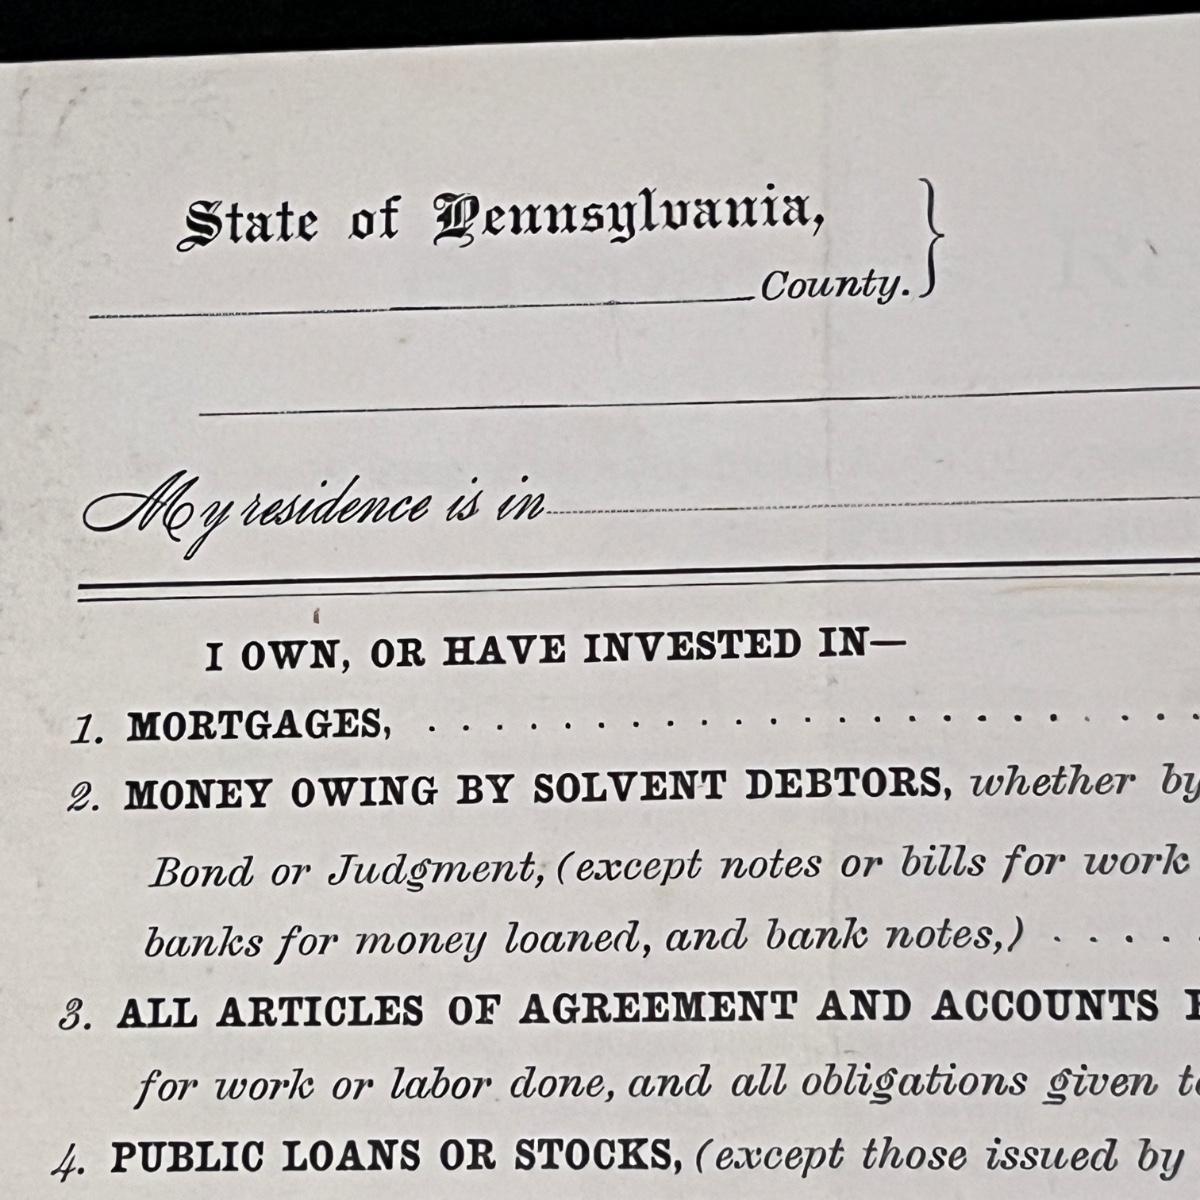 State of Pennsylvania,
County.
My residence is in
I OWN, OR HAVE INVESTED IN—
1. MORTGAGES,
2. MONEY OWING BY SOLVENT DEBTORS, whether by
Bond or Judgment, (except notes or bills for work
banks for money loaned, and bank notes,)
3. ALL ARTICLES OF AGREEMENT AND ACCOUNTS
for work or labor done, and all obligations given
4. PUBLIC LOANS OR STOCKS, (except those issued by